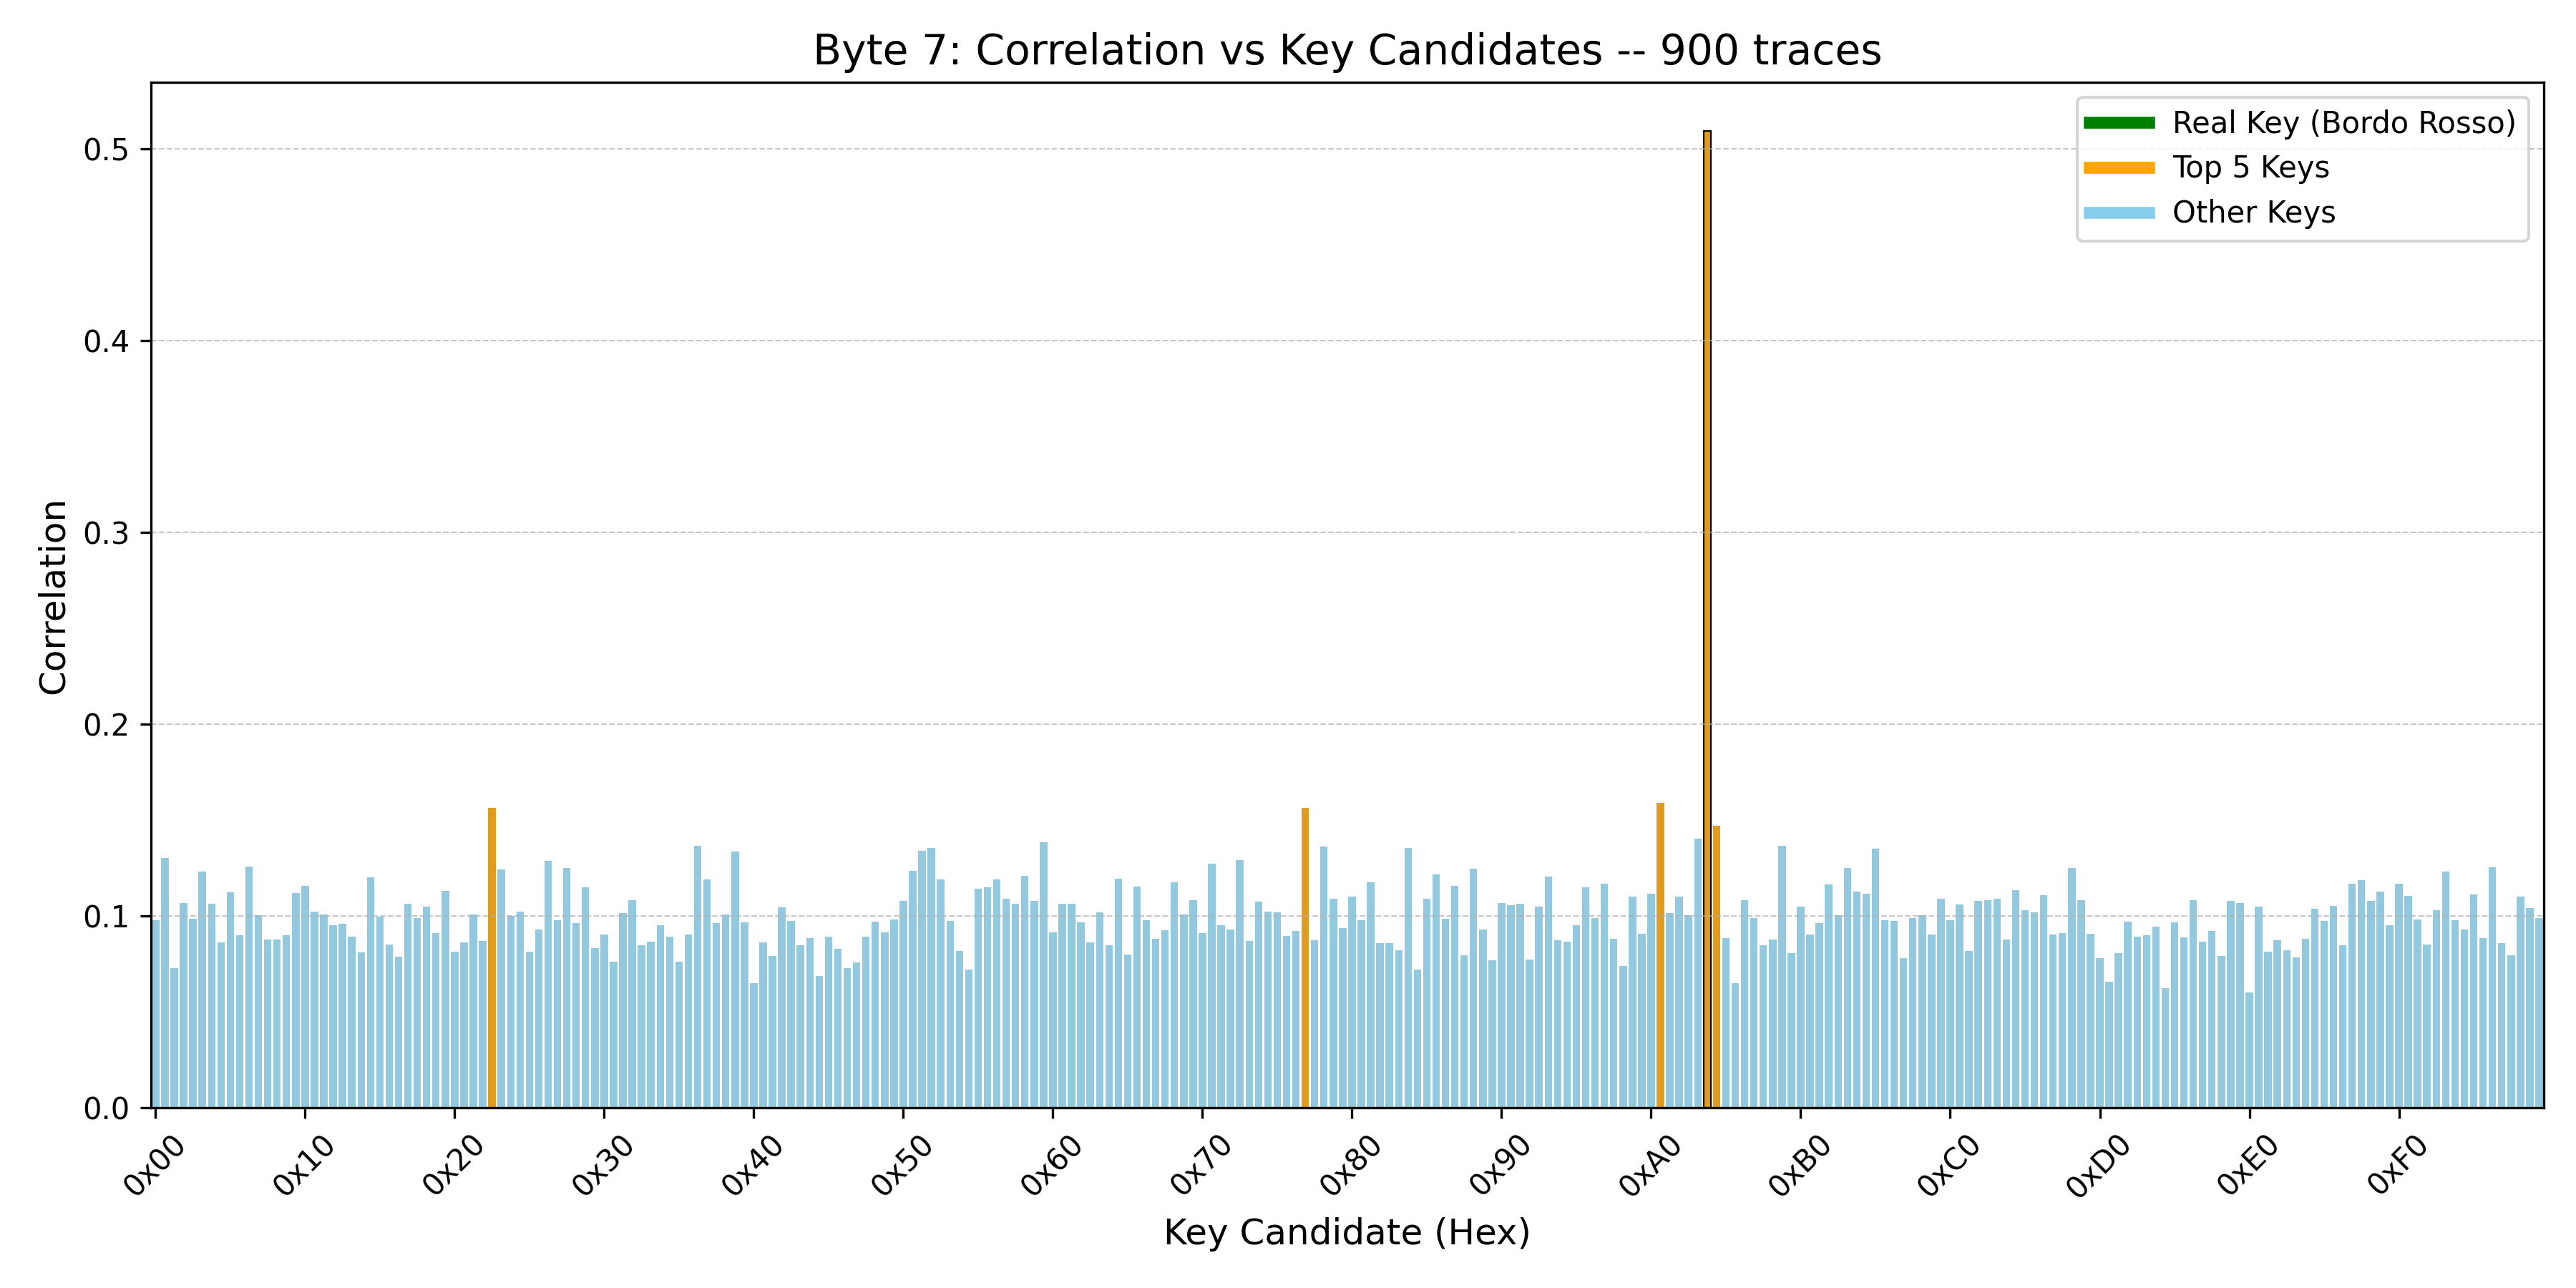 Byte 7: Correlation vs Key Candidates -- 900 traces
Real Key (Bordo Rosso)
Top 5 Keys
Other Keys
Correlation
0.5
0.4
0.3
0.2
0.1
0.0
0x00 0x10 0x20 0x30 0x40 0x50 0x60 0x70 0x80 0x90 0xA0 0xB0 0xC0 0xD0 0xE0 0xF0
Key Candidate (Hex)